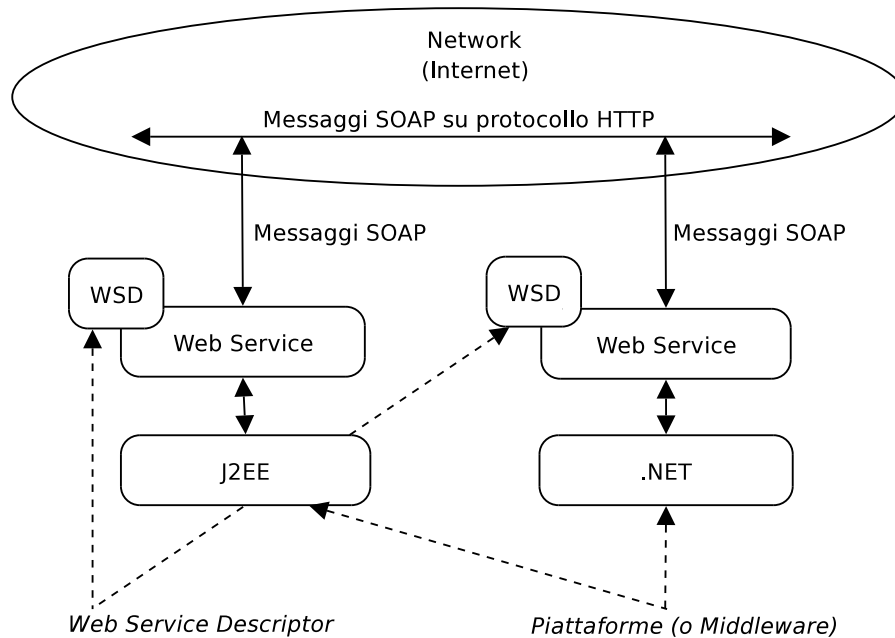 Network
(Internet)
Messaggi SOAP su protocollo HTTP
Messaggi SOAP
Messaggi SOAP
WSD
WSD
Web Service
Web Service
J2EE
.NET
Web Service Descriptor
Piattaforme (o Middleware)